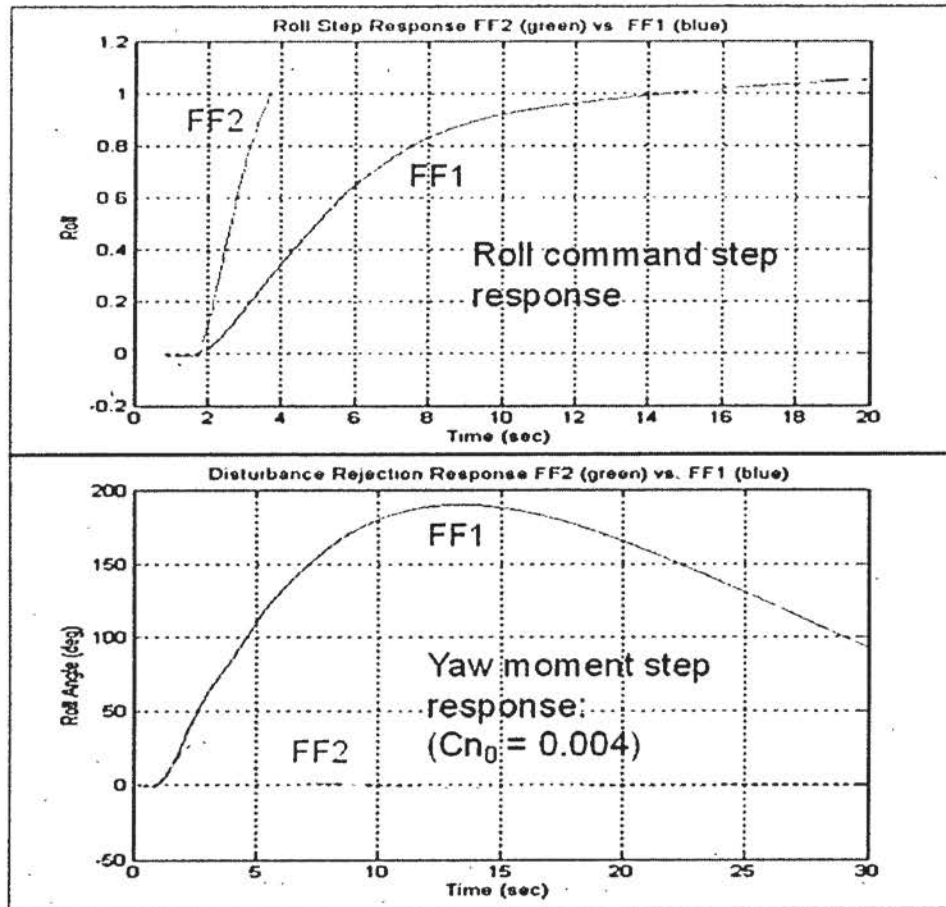 Roll Step Response FF2 (green) vs. FF1 (blue)
1.2
1
0.8
0.6
0.4
0.2
0
-0.2
Roll
FF2
FF1
Roll command step
response
0 2 4 6 8 10 12 14 16 18 20
Time (sec)
Disturbance Rejection Response FF2 (green) vs. FF1 (blue)
200
150
100
50
0
-50
Roll Angle (deg)
FF1
Yaw moment step
response:
(Cn₀ = 0.004)
FF2
0 5 10 15 20 25 30
Time (sec)